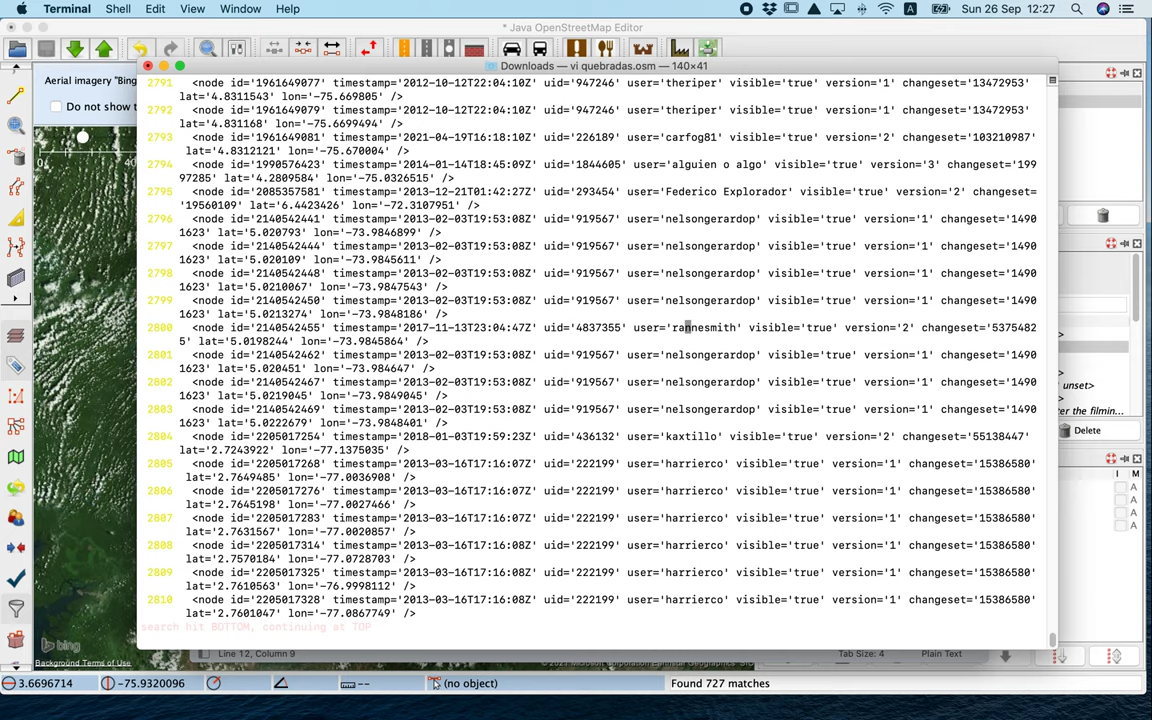 Terminal Shell Edit View Window Help
A
Sun 26 Sep 12:27
* Java OpenStreetMap Editor
Downloads — vi quebradas.osm — 140×41
Aerial imagery "Bing
Do not show t
0
40
2791 <node id='1961649077' timestamp='2012-10-12T22:04:10Z' uid='947246' user='theriper' visible='true' version='1' changeset='13472953'
lat='4.8311543' lon='-75.669805' />
2792 <node id='1961649079' timestamp='2012-10-12T22:04:10Z' uid='947246' user='theriper' visible='true' version='1' changeset='13472953'
lat='4.831168' lon='-75.6699494' />
2793 <node id='1961649081' timestamp='2021-04-19T16:18:10Z' uid='226189' user='carfog81' visible='true' version='2' changeset='103210987'
lat='4.8312121' lon='-75.670004' />
2794 <node id='1990576423' timestamp='2014-01-14T18:45:09Z' uid='1844605' user='alguien o algo' visible='true' version='3' changeset='199
97285' lat='4.2809584' lon='-75.0326515' />
2795 <node id='2085357581' timestamp='2013-12-21T01:42:27Z' uid='293454' user='Federico Explorador' visible='true' version='2' changeset=
'19560109' lat='6.4423426' lon='-72.3107951' />
2796 <node id='2140542441' timestamp='2013-02-03T19:53:08Z' uid='919567' user='nelsongerardop' visible='true' version='1' changeset='1490
1623' lat='5.020793' lon='-73.9846899' />
2797 <node id='2140542444' timestamp='2013-02-03T19:53:08Z' uid='919567' user='nelsongerardop' visible='true' version='1' changeset='1490
1623' lat='5.020109' lon='-73.9845611' />
2798 <node id='2140542448' timestamp='2013-02-03T19:53:08Z' uid='919567' user='nelsongerardop' visible='true' version='1' changeset='1490
1623' lat='5.0210067' lon='-73.9847543' />
2799 <node id='2140542450' timestamp='2013-02-03T19:53:08Z' uid='919567' user='nelsongerardop' visible='true' version='1' changeset='1490
1623' lat='5.0213274' lon='-73.9848186' />
2800 <node id='2140542455' timestamp='2017-11-13T23:04:47Z' uid='4837355' user='rannesmith' visible='true' version='2' changeset='5375482
5' lat='5.0198244' lon='-73.9845864' />
2801 <node id='2140542462' timestamp='2013-02-03T19:53:08Z' uid='919567' user='nelsongerardop' visible='true' version='1' changeset='1490
1623' lat='5.020451' lon='-73.984647' />
2802 <node id='2140542467' timestamp='2013-02-03T19:53:08Z' uid='919567' user='nelsongerardop' visible='true' version='1' changeset='1490
1623' lat='5.0219045' lon='-73.9849045' />
2803 <node id='2140542469' timestamp='2013-02-03T19:53:08Z' uid='919567' user='nelsongerardop' visible='true' version='1' changeset='1490
1623' lat='5.0222679' lon='-73.9848401' />
2804 <node id='2205017254' timestamp='2018-01-03T19:59:23Z' uid='436132' user='kaxtillo' visible='true' version='2' changeset='55138447'
lat='2.7243922' lon='-77.1375035' />
2805 <node id='2205017268' timestamp='2013-03-16T17:16:07Z' uid='222199' user='harrierco' visible='true' version='1' changeset='15386580'
lat='2.7649485' lon='-77.0036908' />
2806 <node id='2205017276' timestamp='2013-03-16T17:16:07Z' uid='222199' user='harrierco' visible='true' version='1' changeset='15386580'
lat='2.7645198' lon='-77.0027466' />
2807 <node id='2205017283' timestamp='2013-03-16T17:16:07Z' uid='222199' user='harrierco' visible='true' version='1' changeset='15386580'
lat='2.7631567' lon='-77.0020857' />
2808 <node id='2205017314' timestamp='2013-03-16T17:16:08Z' uid='222199' user='harrierco' visible='true' version='1' changeset='15386580'
lat='2.7570184' lon='-77.0728703' />
2809 <node id='2205017325' timestamp='2013-03-16T17:16:08Z' uid='222199' user='harrierco' visible='true' version='1' changeset='15386580'
lat='2.7610563' lon='-76.9998112' />
2810 <node id='2205017328' timestamp='2013-03-16T17:16:08Z' uid='222199' user='harrierco' visible='true' version='1' changeset='15386580'
lat='2.7601047' lon='-77.0867749' />
search hit BOTTOM, continuing at TOP
unset>
er the filmin...
Delete
I M
A
A
A
A
bing
Background Terms of Use
Line 12, Column 9
Tab Size: 4
Plain Text
3.6696714
-75.9320096
--
(no object)
Found 727 matches